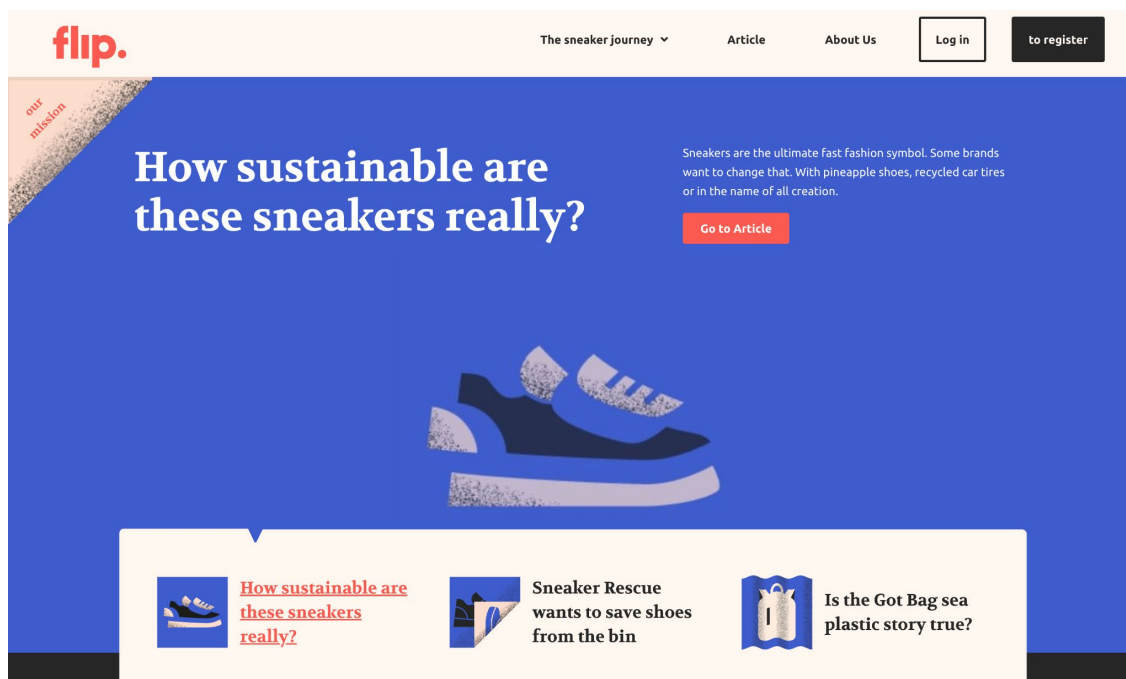 flip.
The sneaker journey
Article
About Us
Log in
to register
our
mission
How sustainable are
these sneakers really?
Sneakers are the ultimate fast fashion symbol. Some brands
want to change that. With pineapple shoes, recycled car tires
or in the name of all creation.
Go to Article
How sustainable are
these sneakers
really?
Sneaker Rescue
wants to save shoes
from the bin
Is the Got Bag sea
plastic story true?